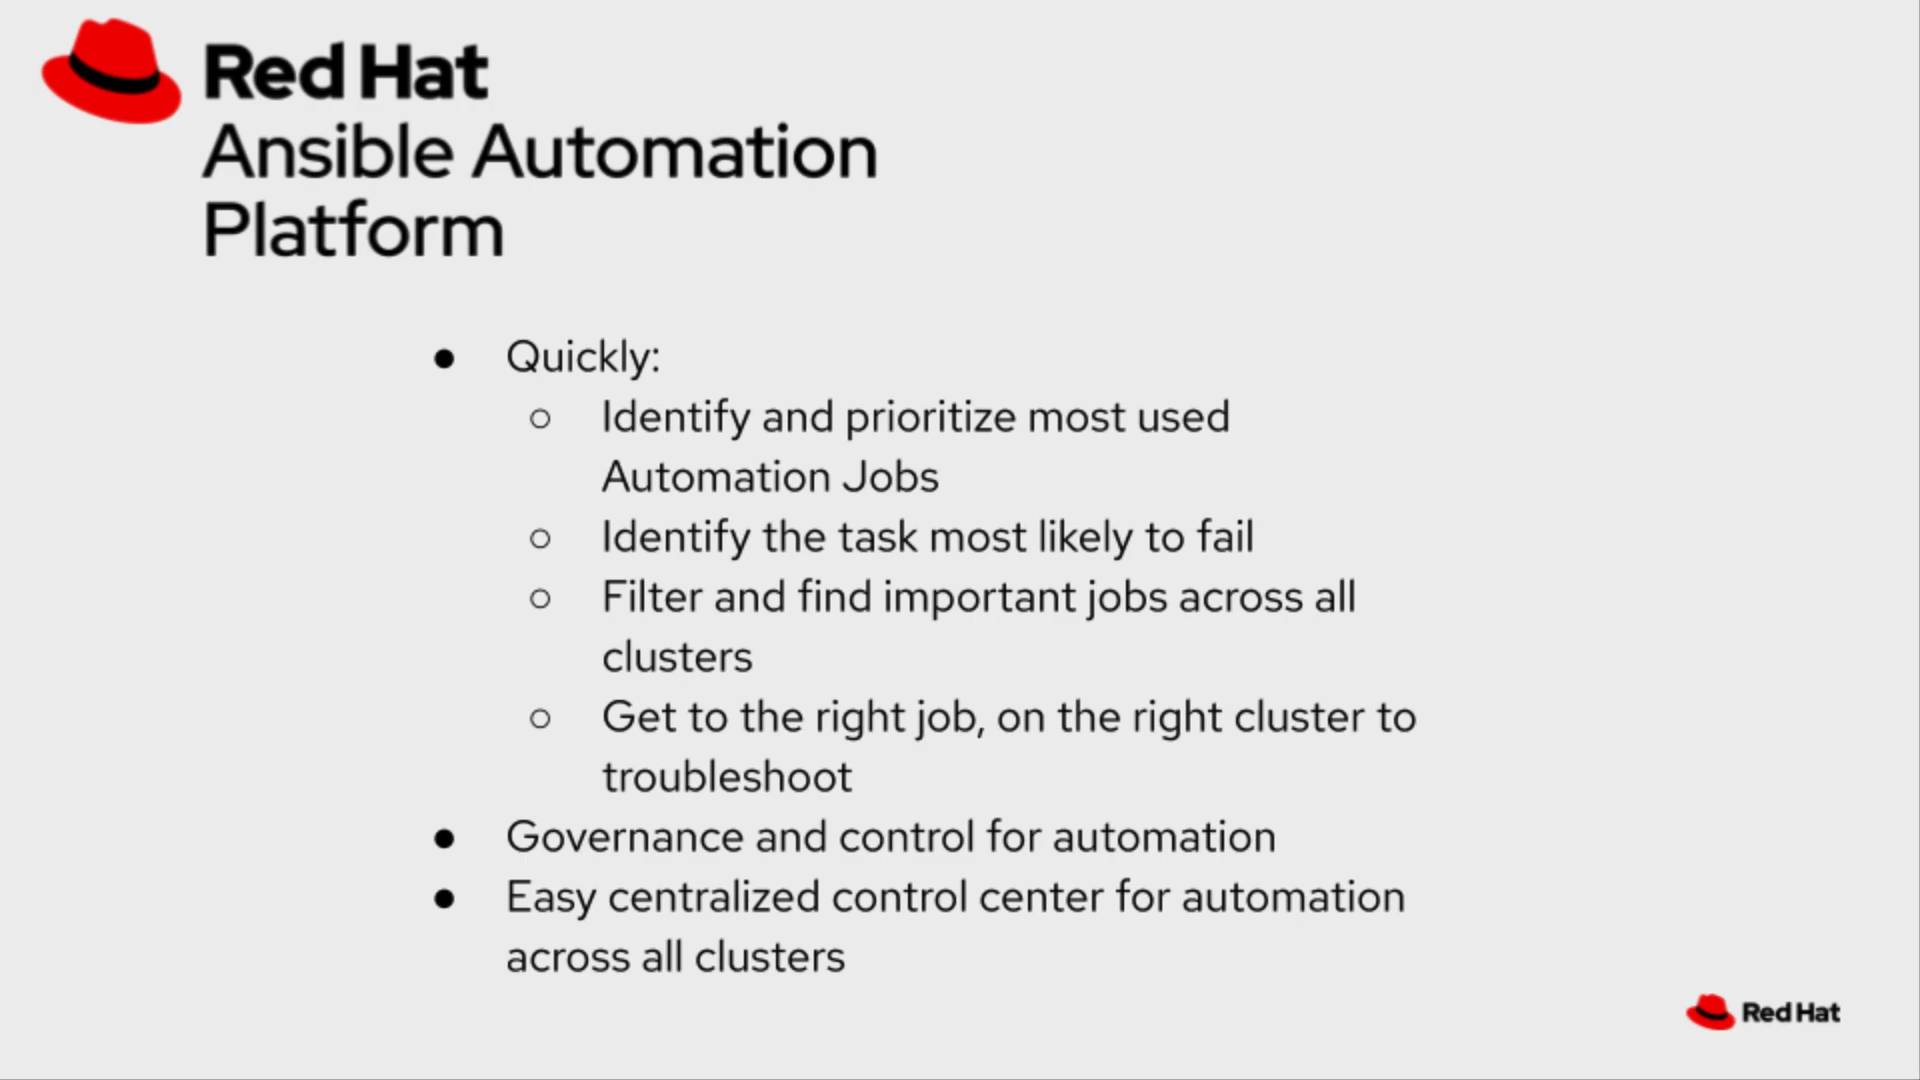 Red Hat
Ansible Automation
Platform
● Quickly:
○ Identify and prioritize most used
Automation Jobs
○ Identify the task most likely to fail
○ Filter and find important jobs across all
clusters
○ Get to the right job, on the right cluster to
troubleshoot
● Governance and control for automation
● Easy centralized control center for automation
across all clusters
Red Hat